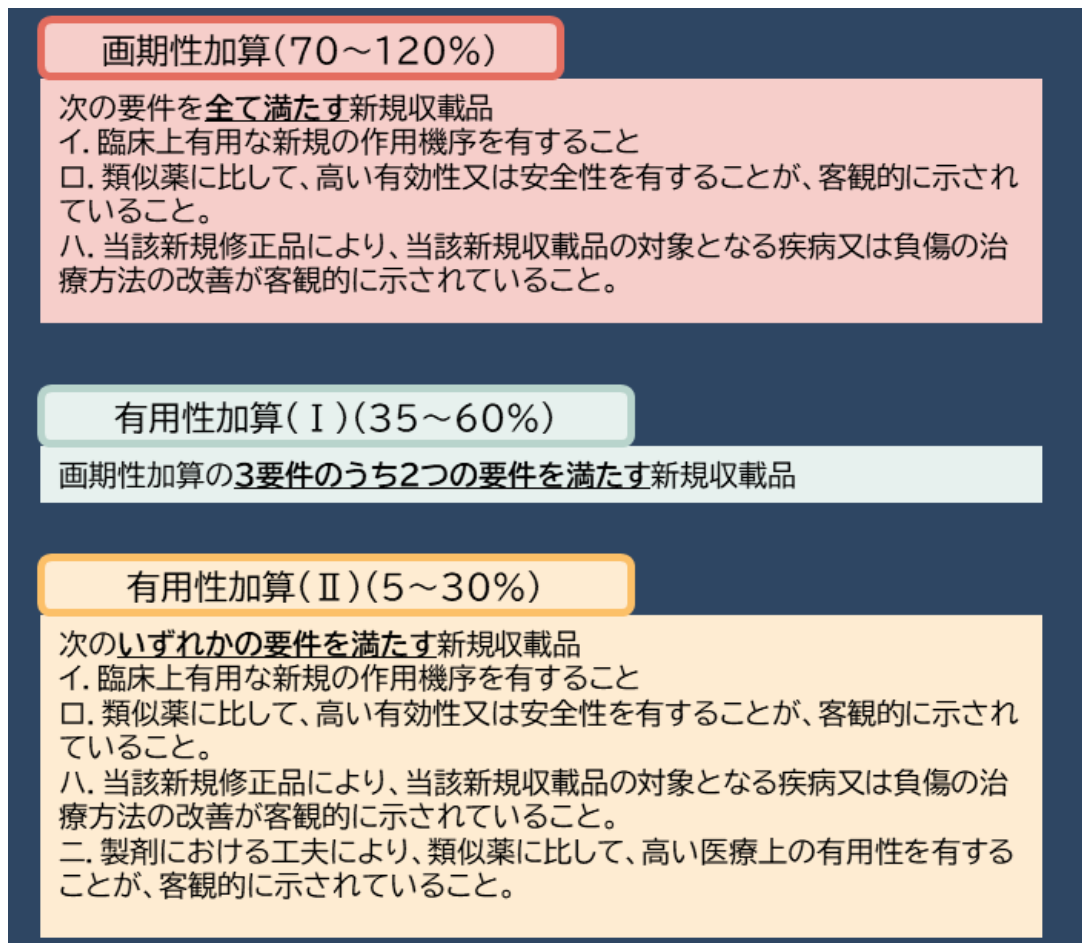 画期性加算(70～120%)
次の要件を全て満たす新規収載品
イ. 臨床上有用な新規の作用機序を有すること
ロ. 類似薬に比して、高い有効性又は安全性を有することが、客観的に示され
ていること。
ハ. 当該新規修正品により、当該新規収載品の対象となる疾病又は負傷の治
療方法の改善が客観的に示されていること。
有用性加算(Ⅰ)(35～60%)
画期性加算の3要件のうち2つの要件を満たす新規収載品
有用性加算(Ⅱ)(5～30%)
次のいずれかの要件を満たす新規収載品
イ. 臨床上有用な新規の作用機序を有すること
ロ. 類似薬に比して、高い有効性又は安全性を有することが、客観的に示され
ていること。
ハ. 当該新規修正品により、当該新規収載品の対象となる疾病又は負傷の治
療方法の改善が客観的に示されていること。
ニ. 製剤における工夫により、類似薬に比して、高い医療上の有用性を有する
ことが、客観的に示されていること。